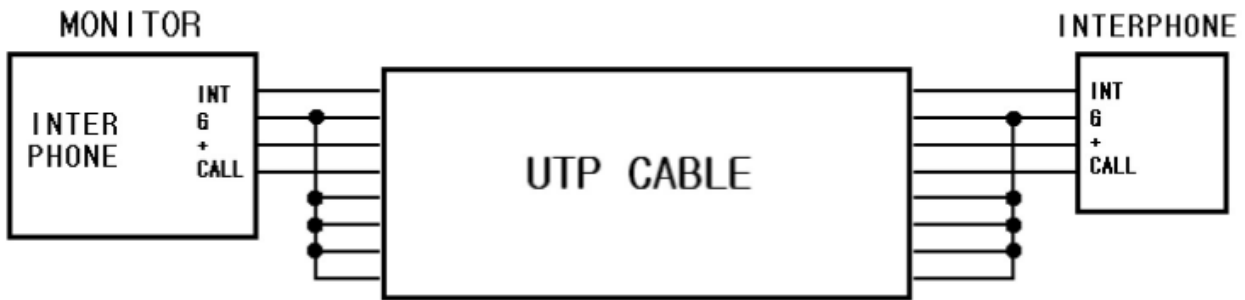 MONITOR
INTERPHONE
INTER
PHONE
INT
G
+
CALL
UTP CABLE
INT
G
+
CALL